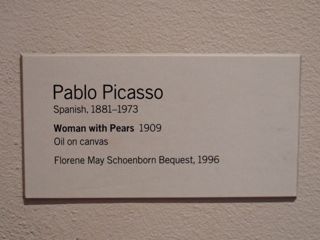 Pablo Picasso
Spanish, 1881–1973
Woman with Pears 1909
Oil on canvas
Florene May Schoenborn Bequest, 1996